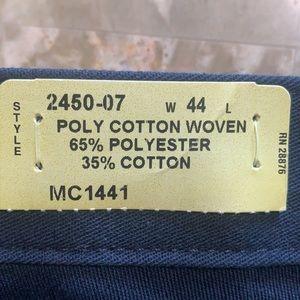 STYLE
2450-07 W 44 L
POLY COTTON WOVEN
65% POLYESTER
35% COTTON
MC1441
RN 28876